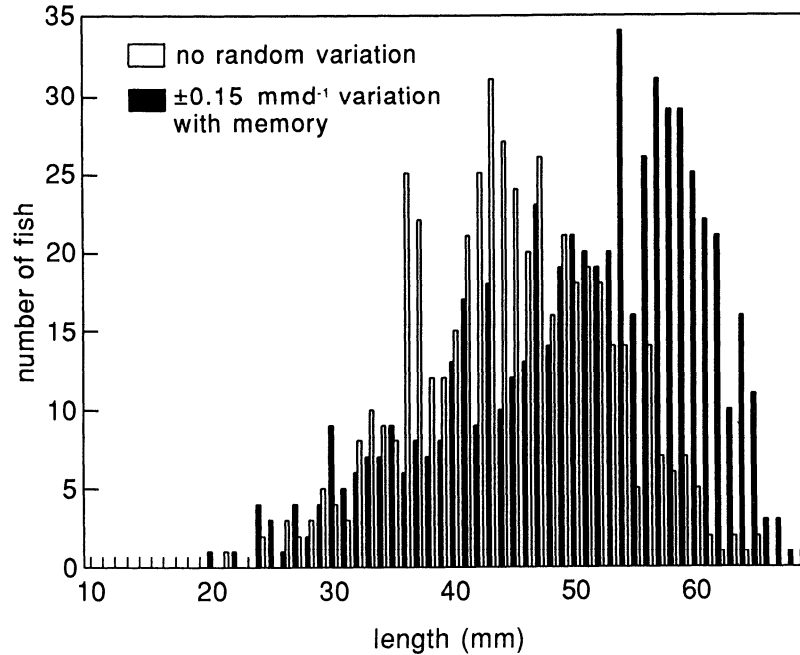 35
30
25
20
15
10
5
0
number of fish
no random variation
±0.15 mmd-1 variation
with memory
10 20 30 40 50 60
length (mm)